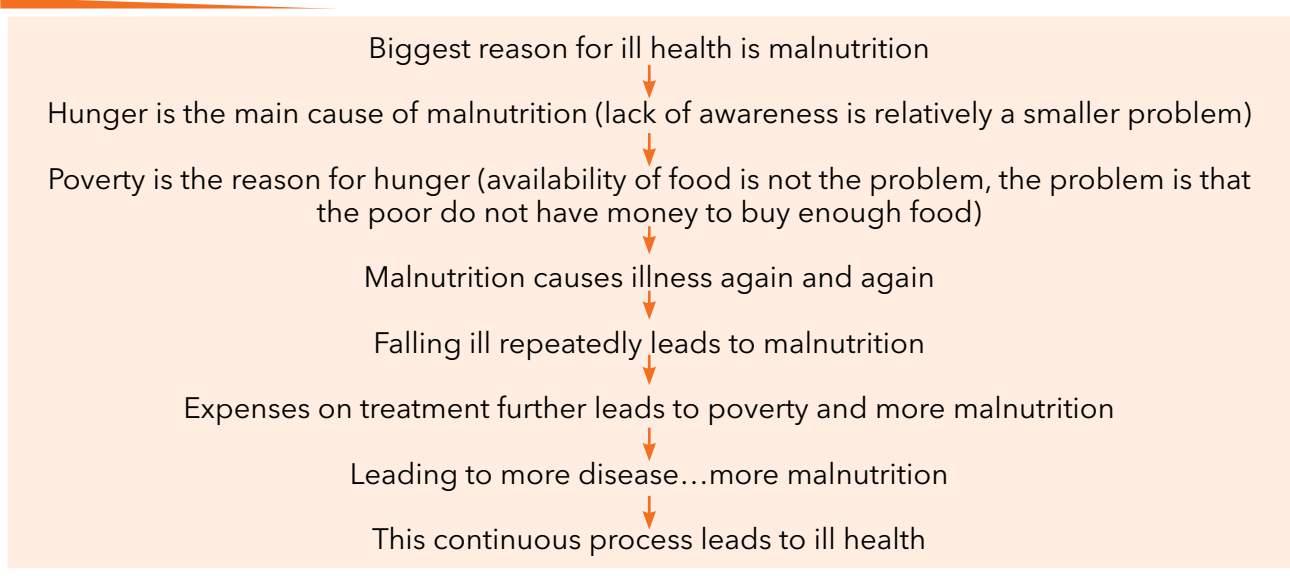 Biggest reason for ill health is malnutrition
Hunger is the main cause of malnutrition (lack of awareness is relatively a smaller problem)
Poverty is the reason for hunger (availability of food is not the problem, the problem is that
the poor do not have money to buy enough food)
Malnutrition causes illness again and again
Falling ill repeatedly leads to malnutrition
Expenses on treatment further leads to poverty and more malnutrition
Leading to more disease…more malnutrition
This continuous process leads to ill health